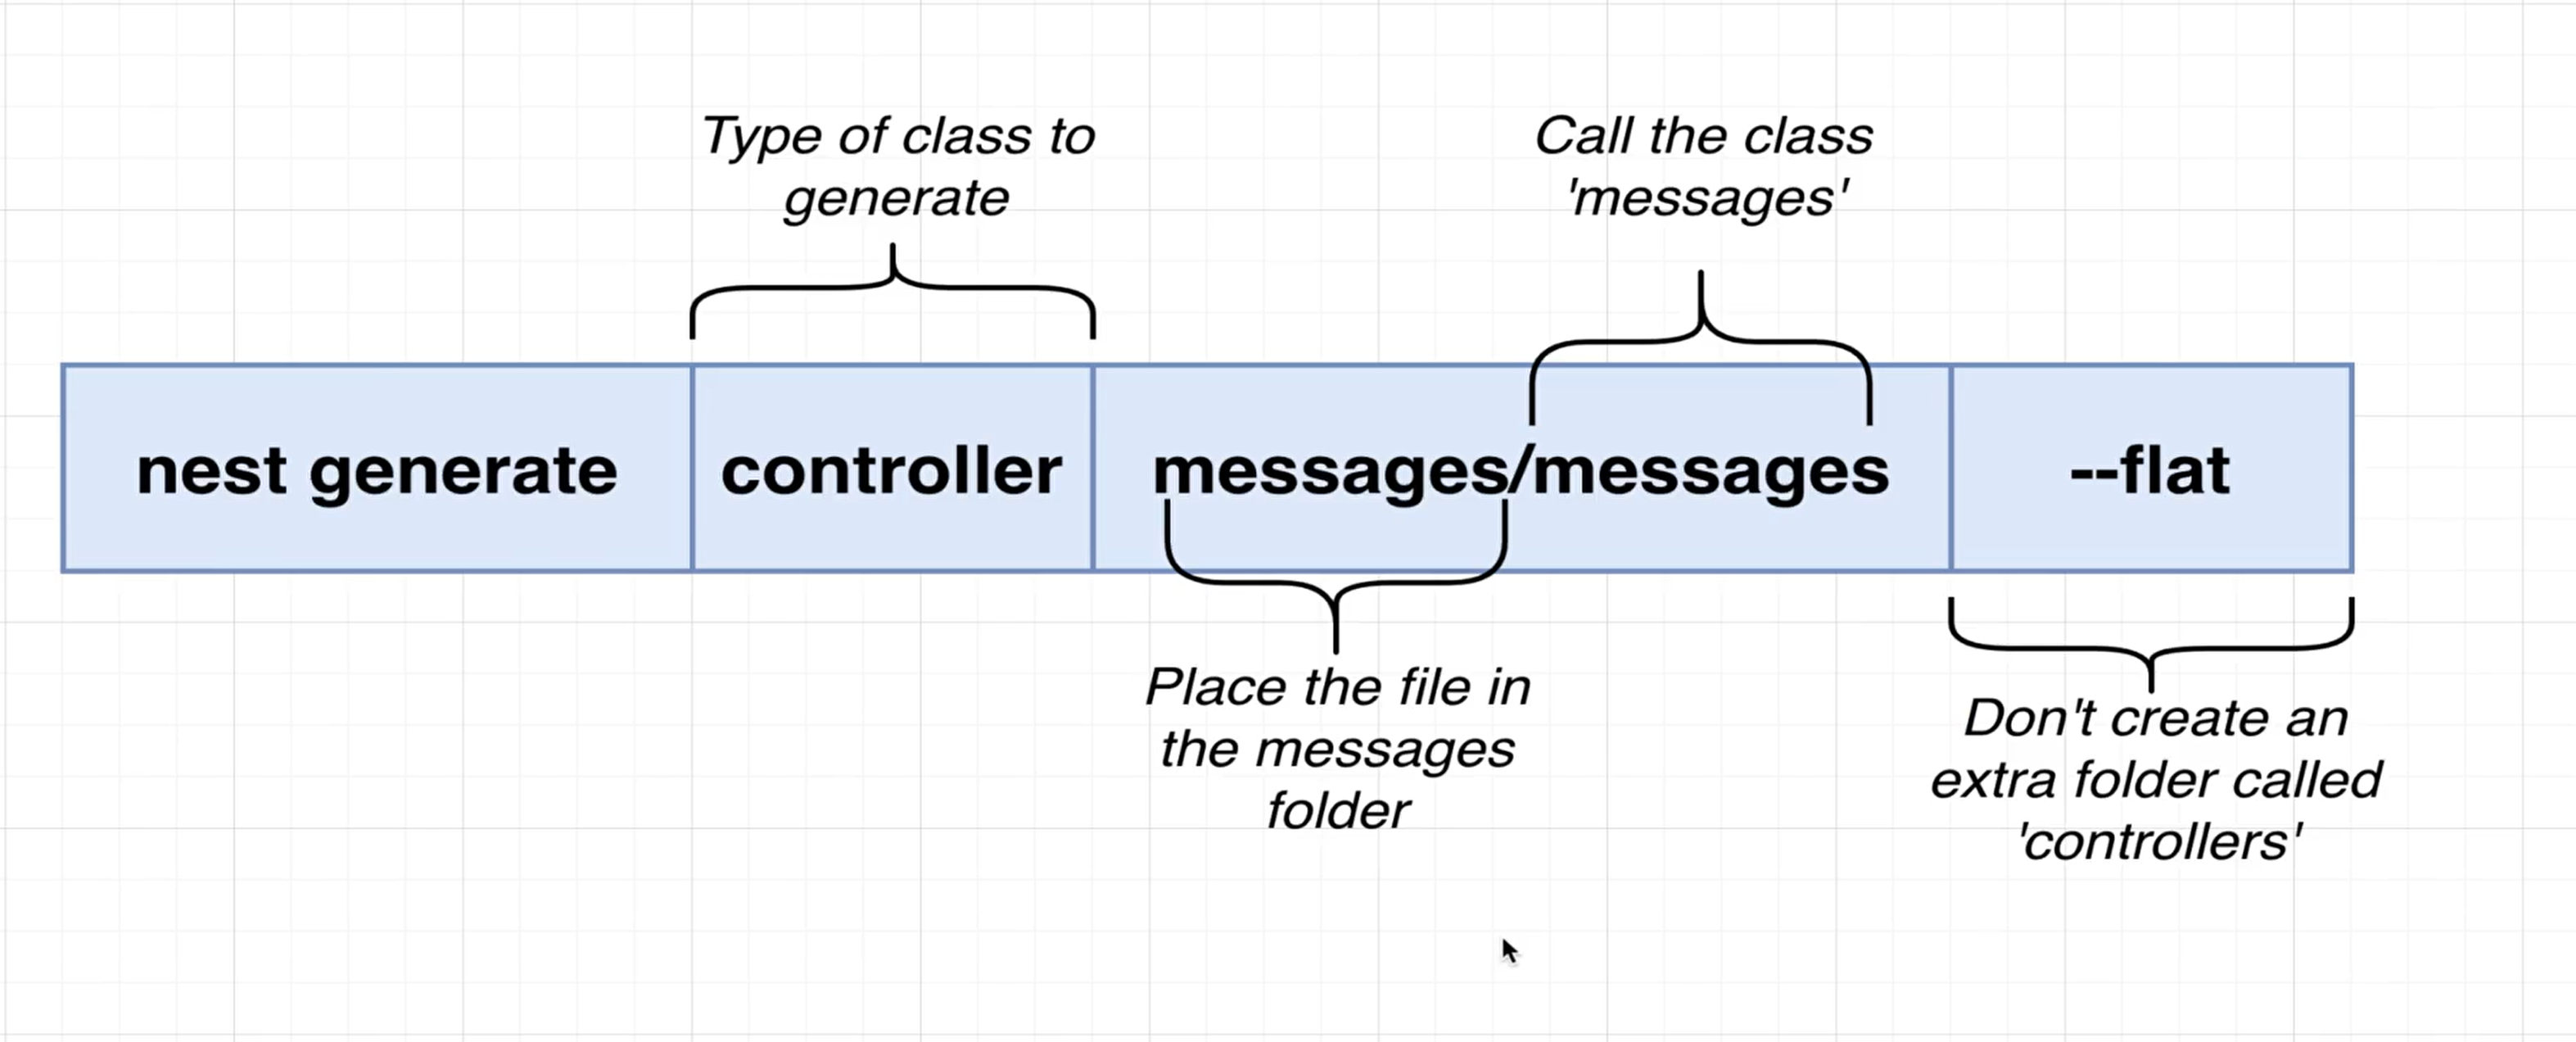 Type of class to
generate
Call the class
'messages'
nest generate
controller
messages/messages
--flat
Place the file in
the messages
folder
Don't create an
extra folder called
'controllers'